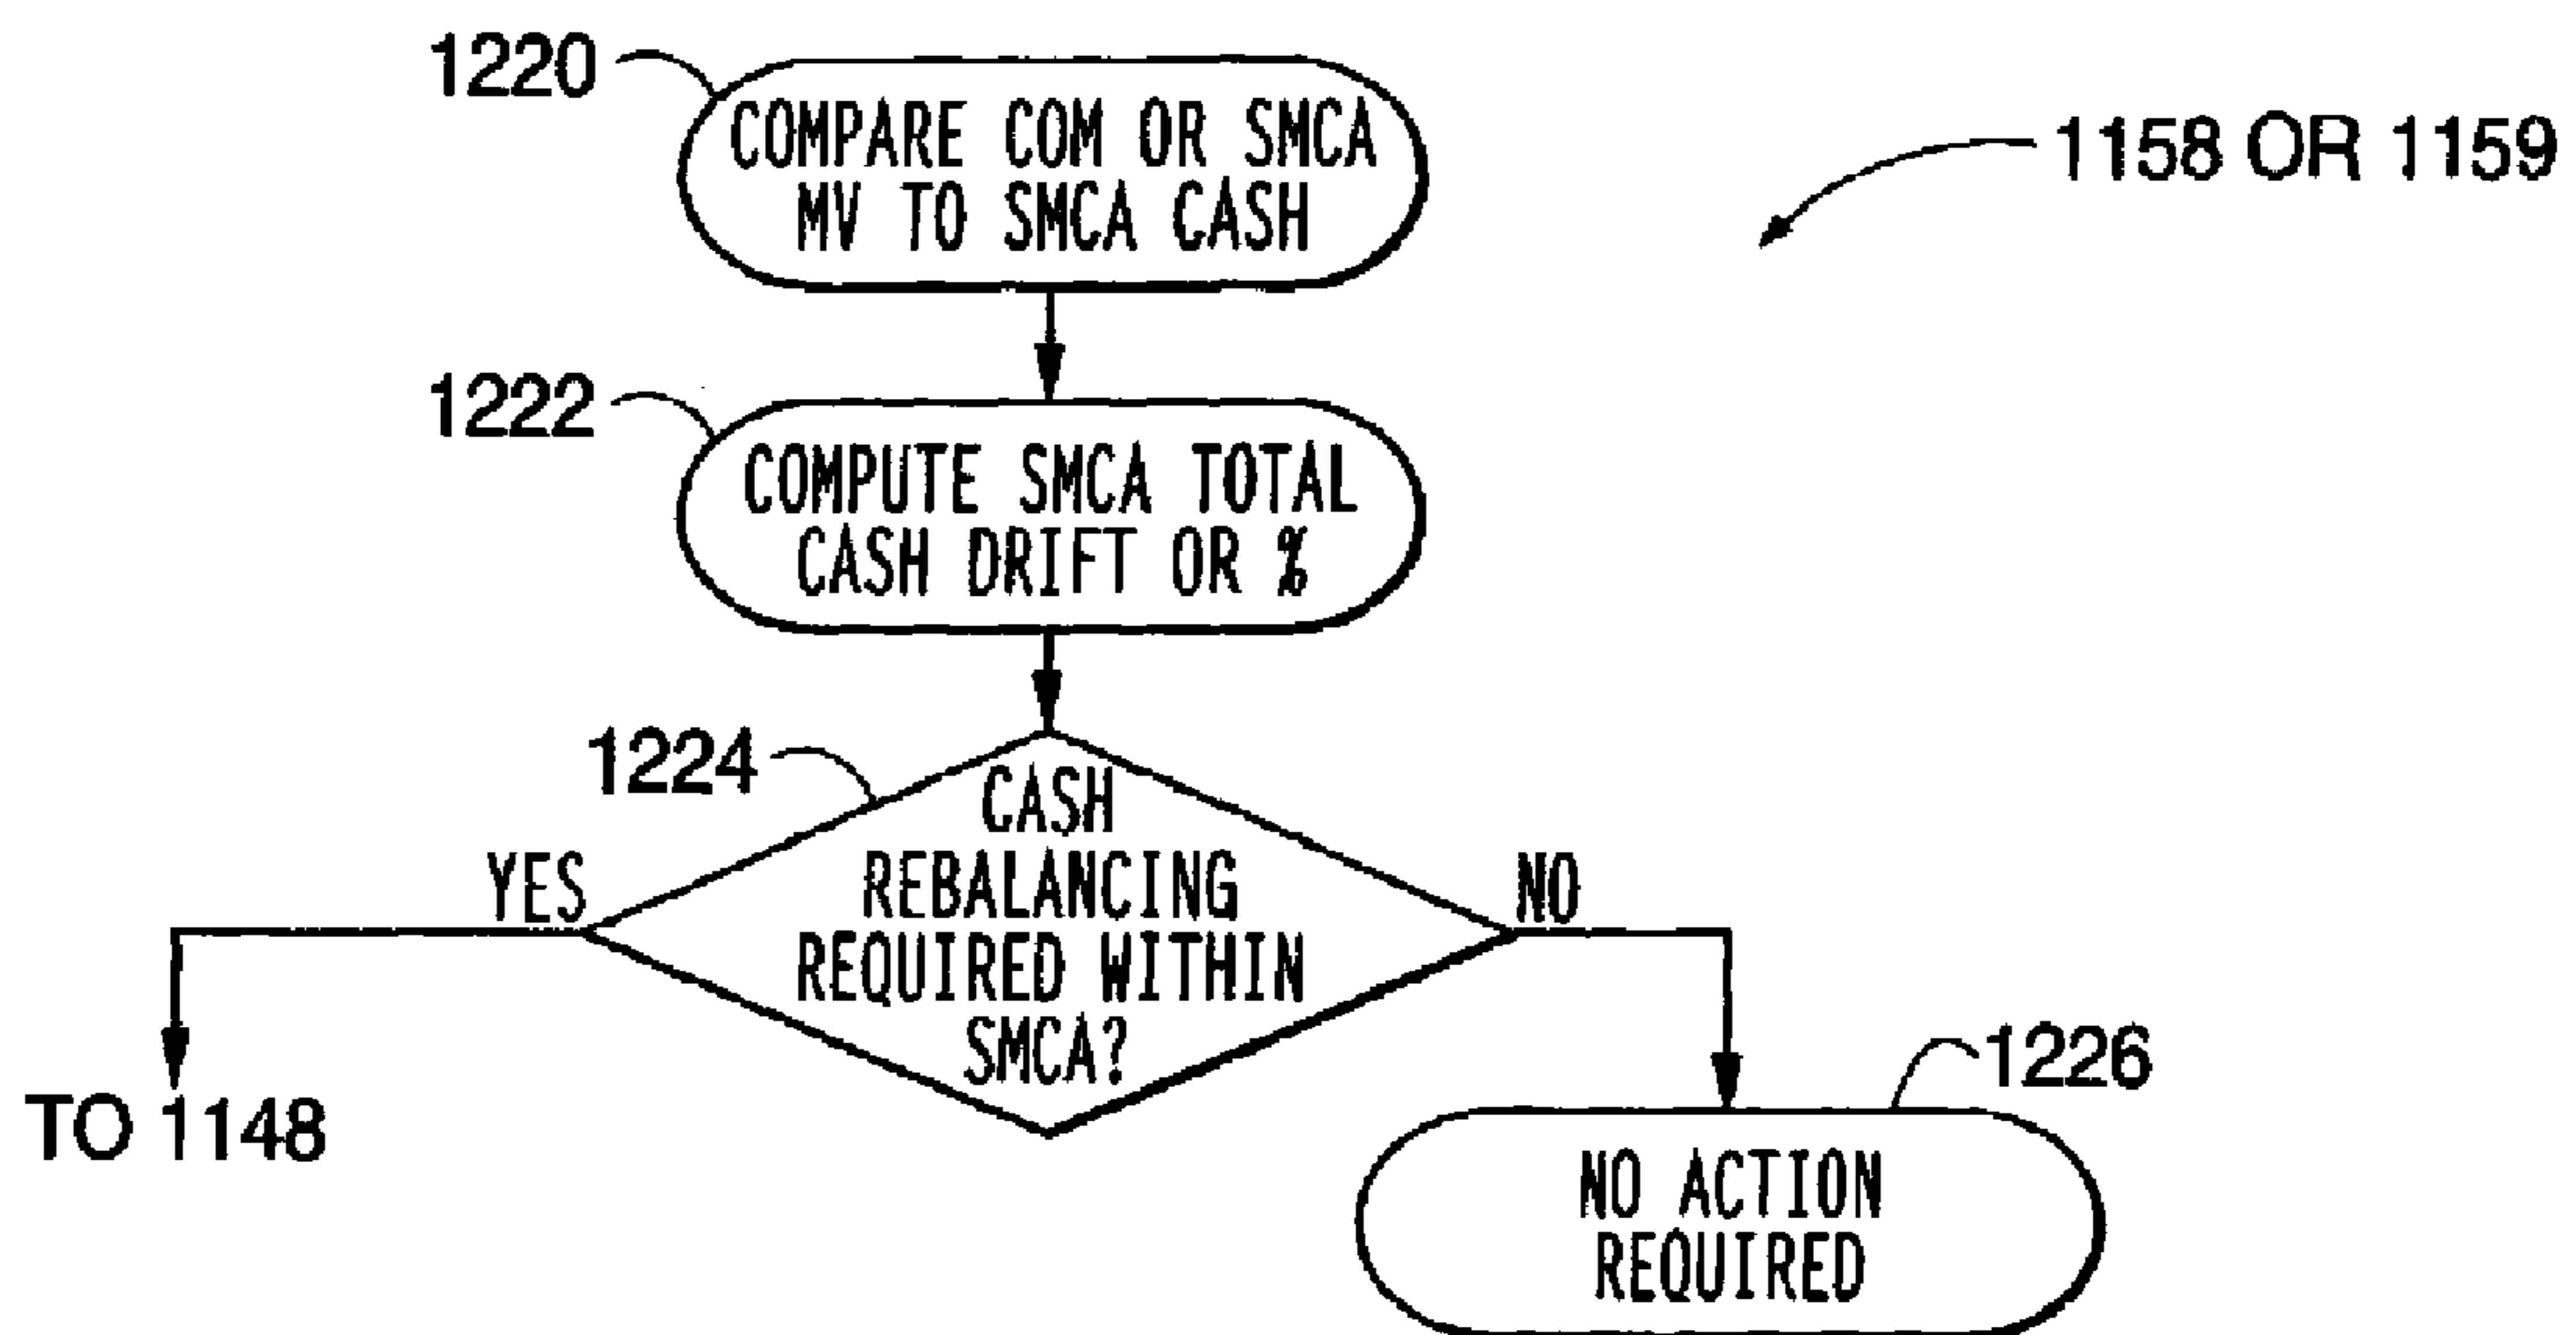 1220
COMPARE COM OR SMCA
MV TO SMCA CASH
1158 OR 1159
1222
COMPUTE SMCA TOTAL
CASH DRIFT OR %
1224
CASH
REBALANCING
REQUIRED WITHIN
SMCA?
YES
NO
TO 1148
1226
NO ACTION
REQUIRED